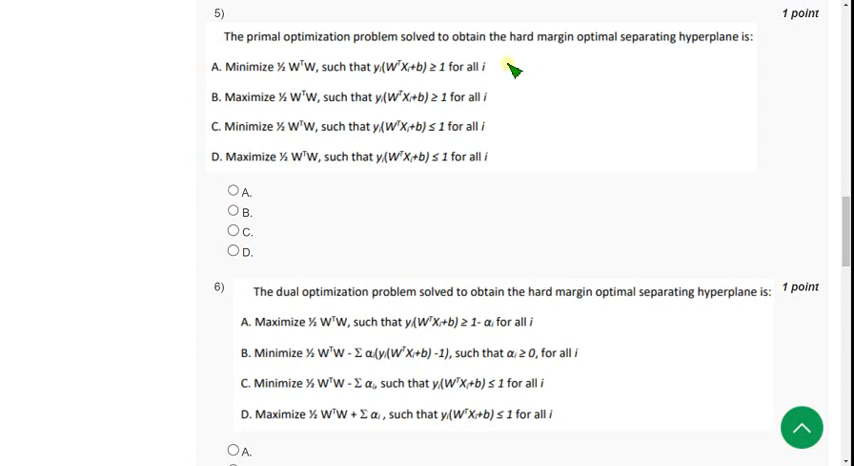 5)
1 point
The primal optimization problem solved to obtain the hard margin optimal separating hyperplane is:
A. Minimize ½ WᵀW, such that yᵢ(WᵀXᵢ+b) ≥ 1 for all i
B. Maximize ½ WᵀW, such that yᵢ(WᵀXᵢ+b) ≥ 1 for all i
C. Minimize ½ WᵀW, such that yᵢ(WᵀXᵢ+b) ≤ 1 for all i
D. Maximize ½ WᵀW, such that yᵢ(WᵀXᵢ+b) ≤ 1 for all i
A.
B.
C.
D.
6)
1 point
The dual optimization problem solved to obtain the hard margin optimal separating hyperplane is:
A. Maximize ½ WᵀW, such that yᵢ(WᵀXᵢ+b) ≥ 1- αᵢ for all i
B. Minimize ½ WᵀW - Σ αᵢ(yᵢ(WᵀXᵢ+b) -1), such that αᵢ ≥ 0, for all i
C. Minimize ½ WᵀW - Σ αᵢ, such that yᵢ(WᵀXᵢ+b) ≤ 1 for all i
D. Maximize ½ WᵀW + Σ αᵢ , such that yᵢ(WᵀXᵢ+b) ≤ 1 for all i
A.